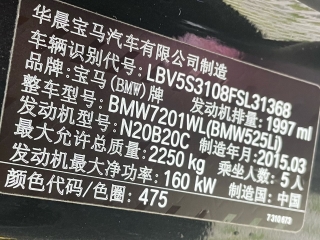 华晨宝马汽车有限公司制造
车辆识别代号: LBV5S3108FSL31368
品牌: 宝马(BMW)牌 发动机排量: 1997 ml
整车型号: BMW7201WL(BMW525Li)
发动机型号: N20B20C 制造年月: 2015.03
最大允许总质量: 2250 kg 乘坐人数: 5人
发动机最大净功率: 160 kW 制造国: 中国
颜色代码/色圈: 475